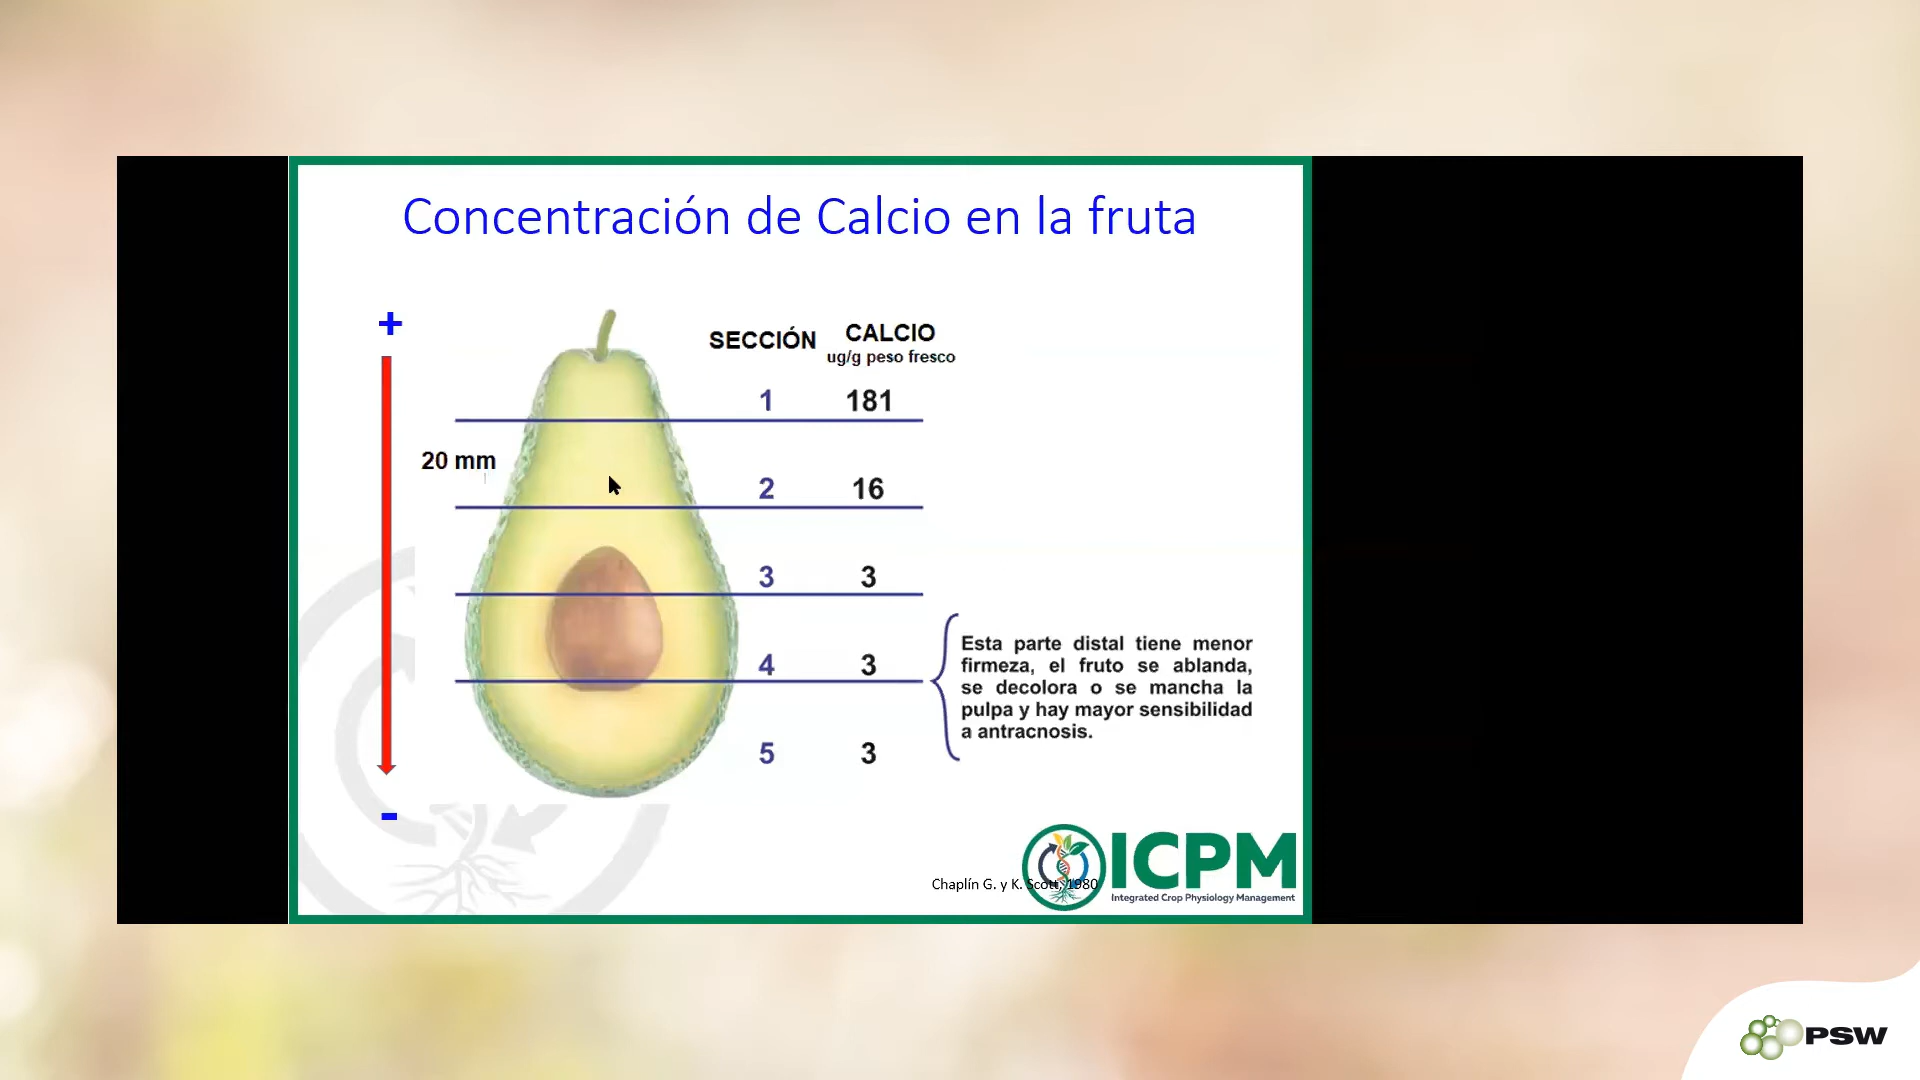 Concentración de Calcio en la fruta
+
SECCIÓN CALCIO
ug/g peso fresco
1 181
20 mm
2 16
3 3
4 3
5 3
Esta parte distal tiene menor
firmeza, el fruto se ablanda,
se decolora o se mancha la
pulpa y hay mayor sensibilidad
a antracnosis.
-
Chaplín G. y K. Scott, 1980
ICPM
Integrated Crop Physiology Management
PSW